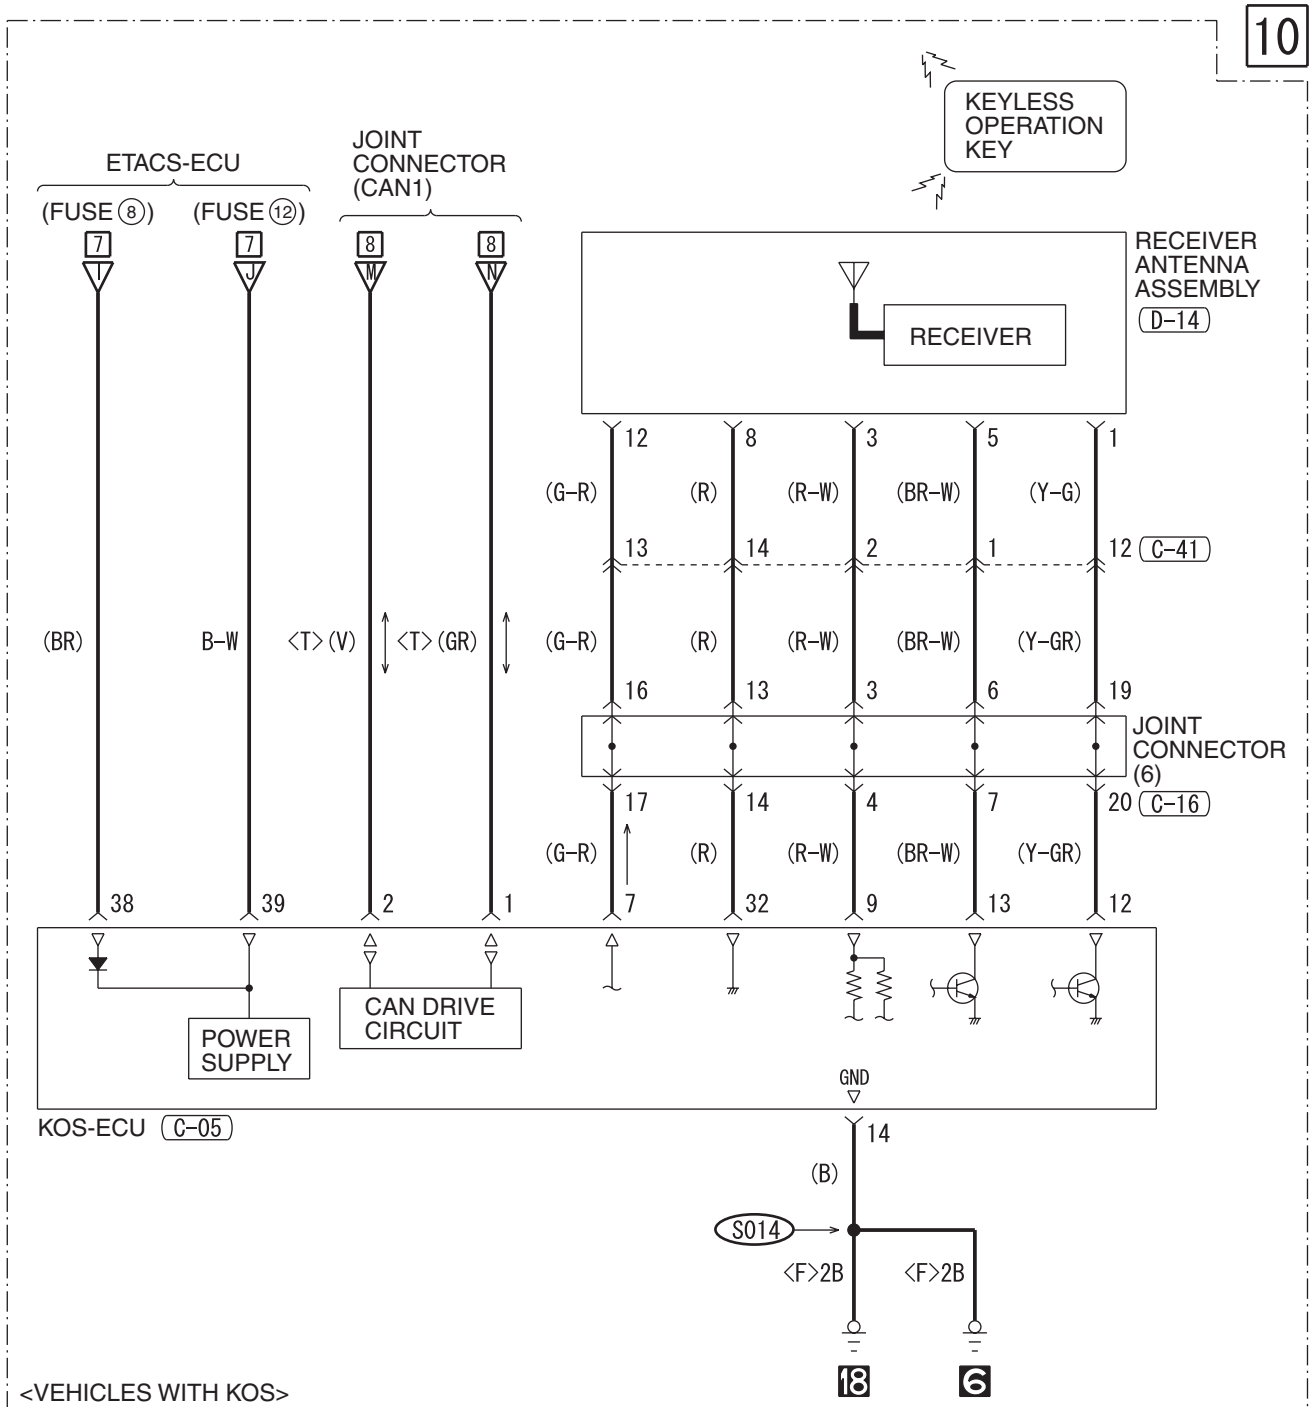 10
KEYLESS
OPERATION
KEY
JOINT
CONNECTOR
(CAN1)
ETACS-ECU
(FUSE ⑧) (FUSE ⑫)
7 7 8 8
I J M N
RECEIVER
ANTENNA
ASSEMBLY
D-14
RECEIVER
12 8 3 5 1
(G-R) (R) (R-W) (BR-W) (Y-G)
13 14 2 1 12 C-41
(BR) B-W <T>(V) <T>(GR) (G-R) (R) (R-W) (BR-W) (Y-GR)
16 13 3 6 19
JOINT
CONNECTOR
(6)
17 14 4 7 20 C-16
(G-R) (R) (R-W) (BR-W) (Y-GR)
38 39 2 1 7 32 9 13 12
CAN DRIVE
CIRCUIT
POWER
SUPPLY
GND
KOS-ECU C-05
14
(B)
S014
<F>2B <F>2B
18 6
<VEHICLES WITH KOS>